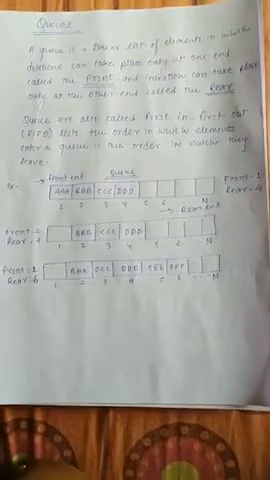 Queues
A queue is a linear list of elements in which
deletions can take place only at one end
called the Front and insertion can take place
only at the other end called the Rear
Queue are also called first in first out
(FIFO) lists the order in which elements
enter a queue is the order in which they
leave.
Queue
ex- → Front end
AAA BBB CCC DDD Front-1
1 2 3 4 5 6 .. N Rear-4
→ Rear end
Front-2 BBB CCC DDD
Rear-4 1 2 3 4 5 6 .. N
Front=2 BBB CCC DDD EEE FFF
Rear=6 1 2 3 4 5 6 ... N